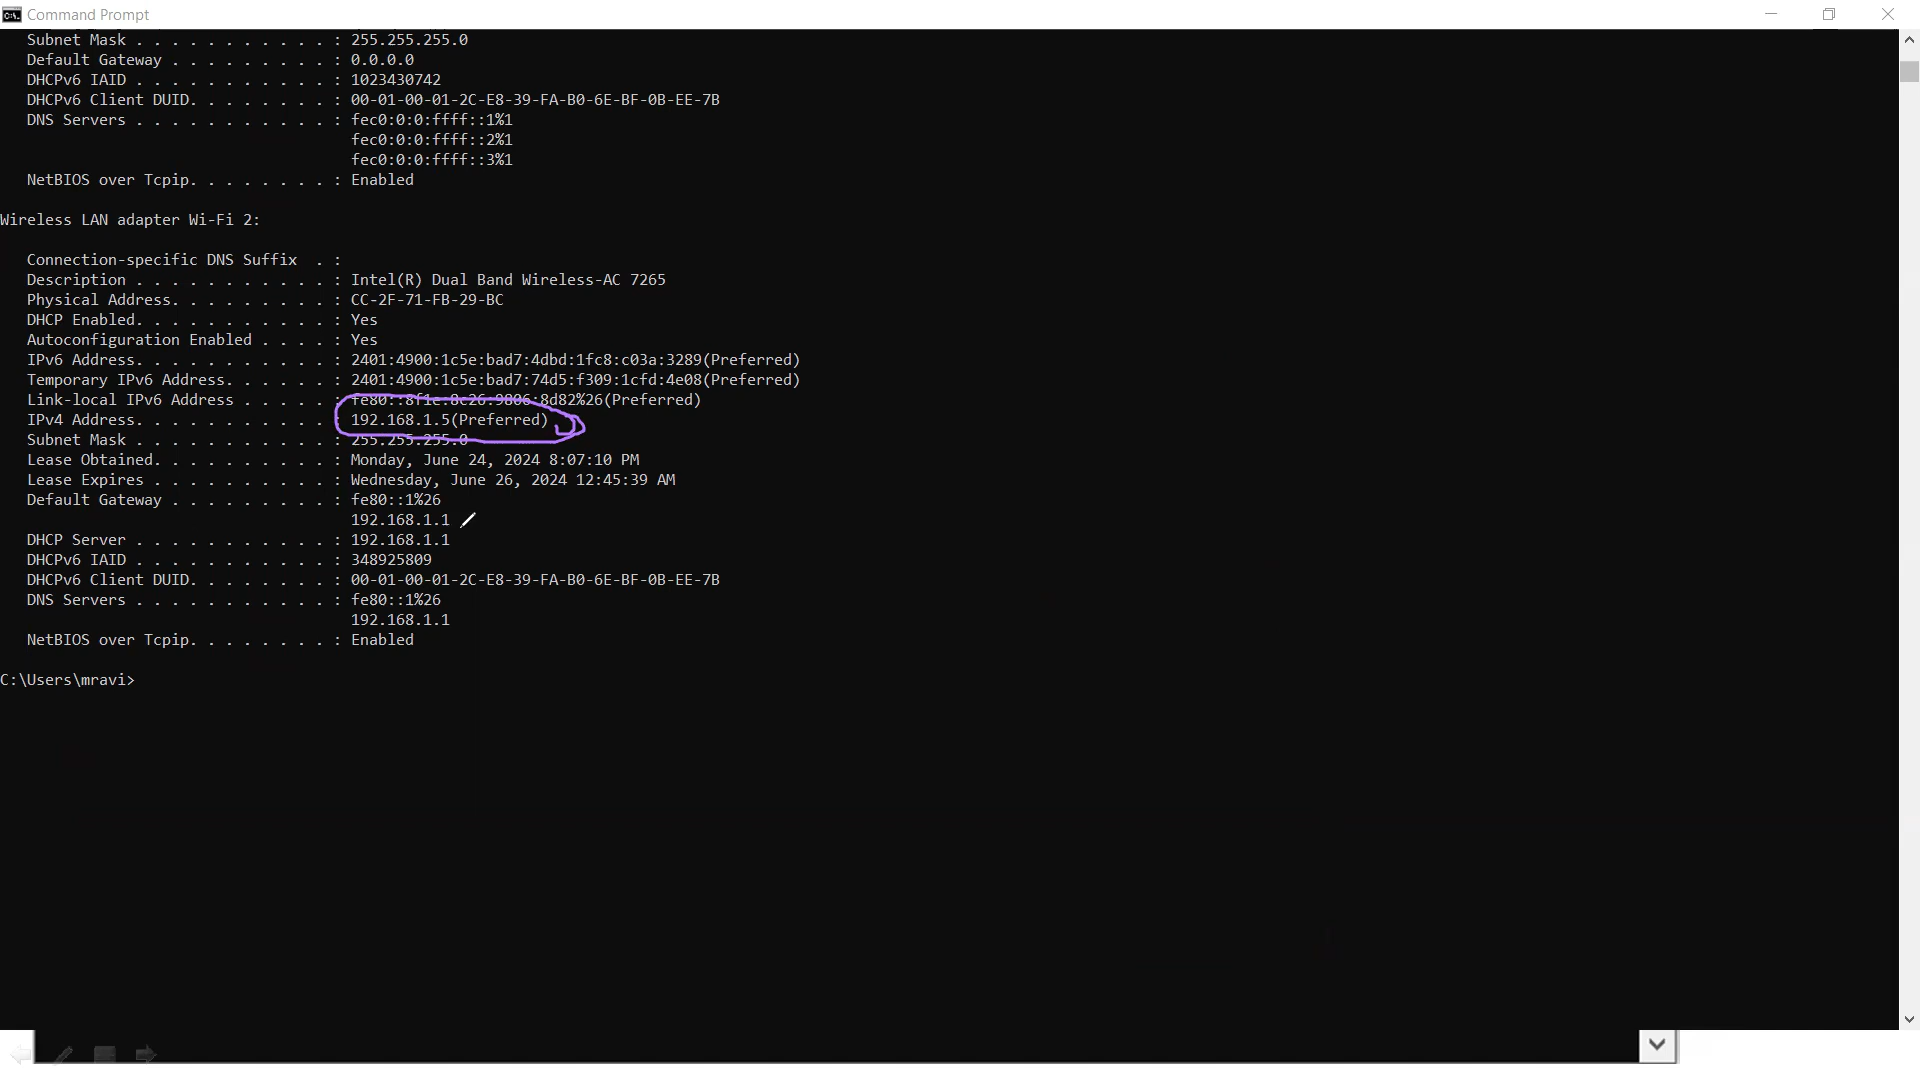 Command Prompt
Subnet Mask . . . . . . . . . . . : 255.255.255.0
Default Gateway . . . . . . . . . : 0.0.0.0
DHCPv6 IAID . . . . . . . . . . . : 1023430742
DHCPv6 Client DUID. . . . . . . . : 00-01-00-01-2C-E8-39-FA-B0-6E-BF-0B-EE-7B
DNS Servers . . . . . . . . . . . : fec0:0:0:ffff::1%1
fec0:0:0:ffff::2%1
fec0:0:0:ffff::3%1
NetBIOS over Tcpip. . . . . . . . : Enabled
Wireless LAN adapter Wi-Fi 2:
Connection-specific DNS Suffix  . :
Description . . . . . . . . . . . : Intel(R) Dual Band Wireless-AC 7265
Physical Address. . . . . . . . . : CC-2F-71-FB-29-BC
DHCP Enabled. . . . . . . . . . . : Yes
Autoconfiguration Enabled . . . . : Yes
IPv6 Address. . . . . . . . . . . : 2401:4900:1c5e:bad7:4dbd:1fc8:c03a:3289(Preferred)
Temporary IPv6 Address. . . . . . : 2401:4900:1c5e:bad7:74d5:f309:1cfd:4e08(Preferred)
Link-local IPv6 Address . . . . . : fe80::8f1e:8c26:9806:8d82%26(Preferred)
IPv4 Address. . . . . . . . . . . : 192.168.1.5(Preferred)
Subnet Mask . . . . . . . . . . . : 255.255.255.0
Lease Obtained. . . . . . . . . . : Monday, June 24, 2024 8:07:10 PM
Lease Expires . . . . . . . . . . : Wednesday, June 26, 2024 12:45:39 AM
Default Gateway . . . . . . . . . : fe80::1%26
192.168.1.1
DHCP Server . . . . . . . . . . . : 192.168.1.1
DHCPv6 IAID . . . . . . . . . . . : 348925809
DHCPv6 Client DUID. . . . . . . . : 00-01-00-01-2C-E8-39-FA-B0-6E-BF-0B-EE-7B
DNS Servers . . . . . . . . . . . : fe80::1%26
192.168.1.1
NetBIOS over Tcpip. . . . . . . . : Enabled
C:\Users\mravi>